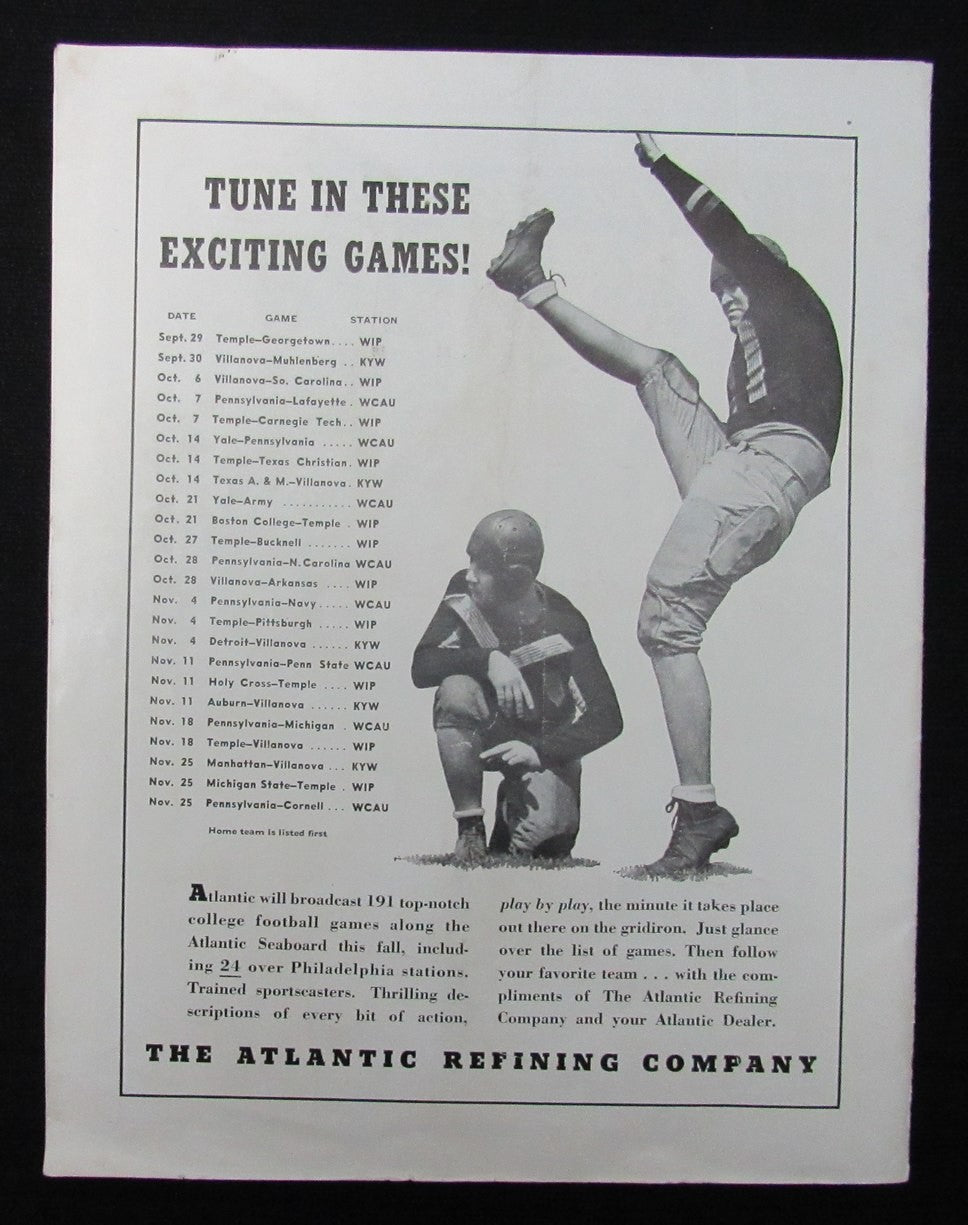 TUNE IN THESE
EXCITING GAMES!
DATE GAME STATION
Sept. 29 Temple–Georgetown.... WIP
Sept. 30 Villanova–Muhlenberg .. KYW
Oct. 6 Villanova–So. Carolina.. WIP
Oct. 7 Pennsylvania–Lafayette . WCAU
Oct. 7 Temple–Carnegie Tech.. WIP
Oct. 14 Yale–Pennsylvania ..... WCAU
Oct. 14 Temple–Texas Christian. WIP
Oct. 14 Texas A. & M.–Villanova. KYW
Oct. 21 Yale–Army ........... WCAU
Oct. 21 Boston College–Temple . WIP
Oct. 27 Temple–Bucknell ....... WIP
Oct. 28 Pennsylvania–N.Carolina WCAU
Oct. 28 Villanova–Arkansas .... WIP
Nov. 4 Pennsylvania–Navy..... WCAU
Nov. 4 Temple–Pittsburgh ..... WIP
Nov. 4 Detroit–Villanova ...... KYW
Nov. 11 Pennsylvania–Penn State WCAU
Nov. 11 Holy Cross–Temple .... WIP
Nov. 11 Auburn–Villanova ...... KYW
Nov. 18 Pennsylvania–Michigan . WCAU
Nov. 18 Temple–Villanova ...... WIP
Nov. 25 Manhattan–Villanova ... KYW
Nov. 25 Michigan State–Temple . WIP
Nov. 25 Pennsylvania–Cornell ... WCAU
Home team is listed first
Atlantic will broadcast 191 top-notch
college football games along the
Atlantic Seaboard this fall, includ-
ing 24 over Philadelphia stations.
Trained sportscasters. Thrilling de-
scriptions of every bit of action,
play by play, the minute it takes place
out there on the gridiron. Just glance
over the list of games. Then follow
your favorite team . . . with the com-
pliments of The Atlantic Refining
Company and your Atlantic Dealer.
THE ATLANTIC REFINING COMPANY